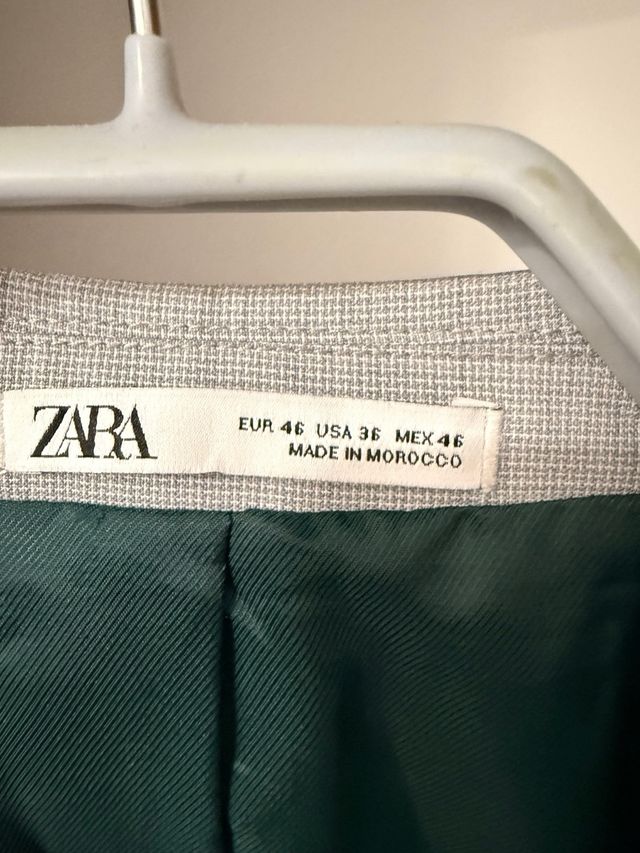 ZARA
EUR 46 USA 36 MEX 46
MADE IN MOROCCO